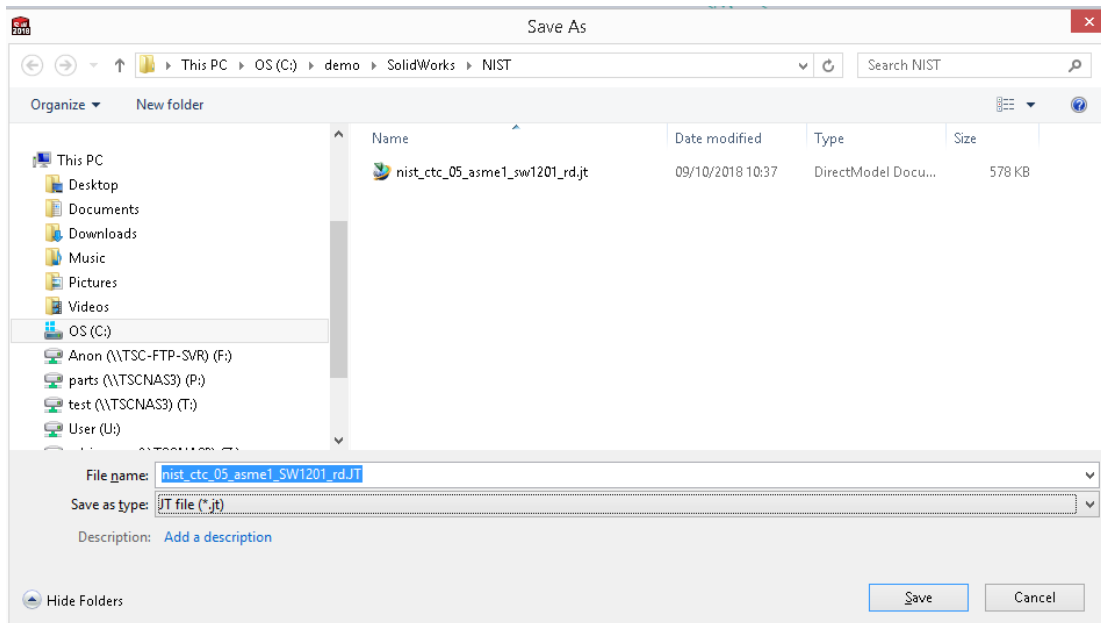 SW
2018
Save As
This PC OS (C:) demo SolidWorks NIST
Search NIST
Organize New folder
Name Date modified Type Size
This PC
nist_ctc_05_asme1_sw1201_rd.jt 09/10/2018 10:37 DirectModel Docu... 578 KB
Desktop
Documents
Downloads
Music
Pictures
Videos
OS (C:)
Anon (\\TSC-FTP-SVR) (F:)
parts (\\TSCNAS3) (P:)
test (\\TSCNAS3) (T:)
User (U:)
File name: nist_ctc_05_asme1_SW1201_rd.JT
Save as type: JT file (*.jt)
Description: Add a description
Hide Folders
Save Cancel